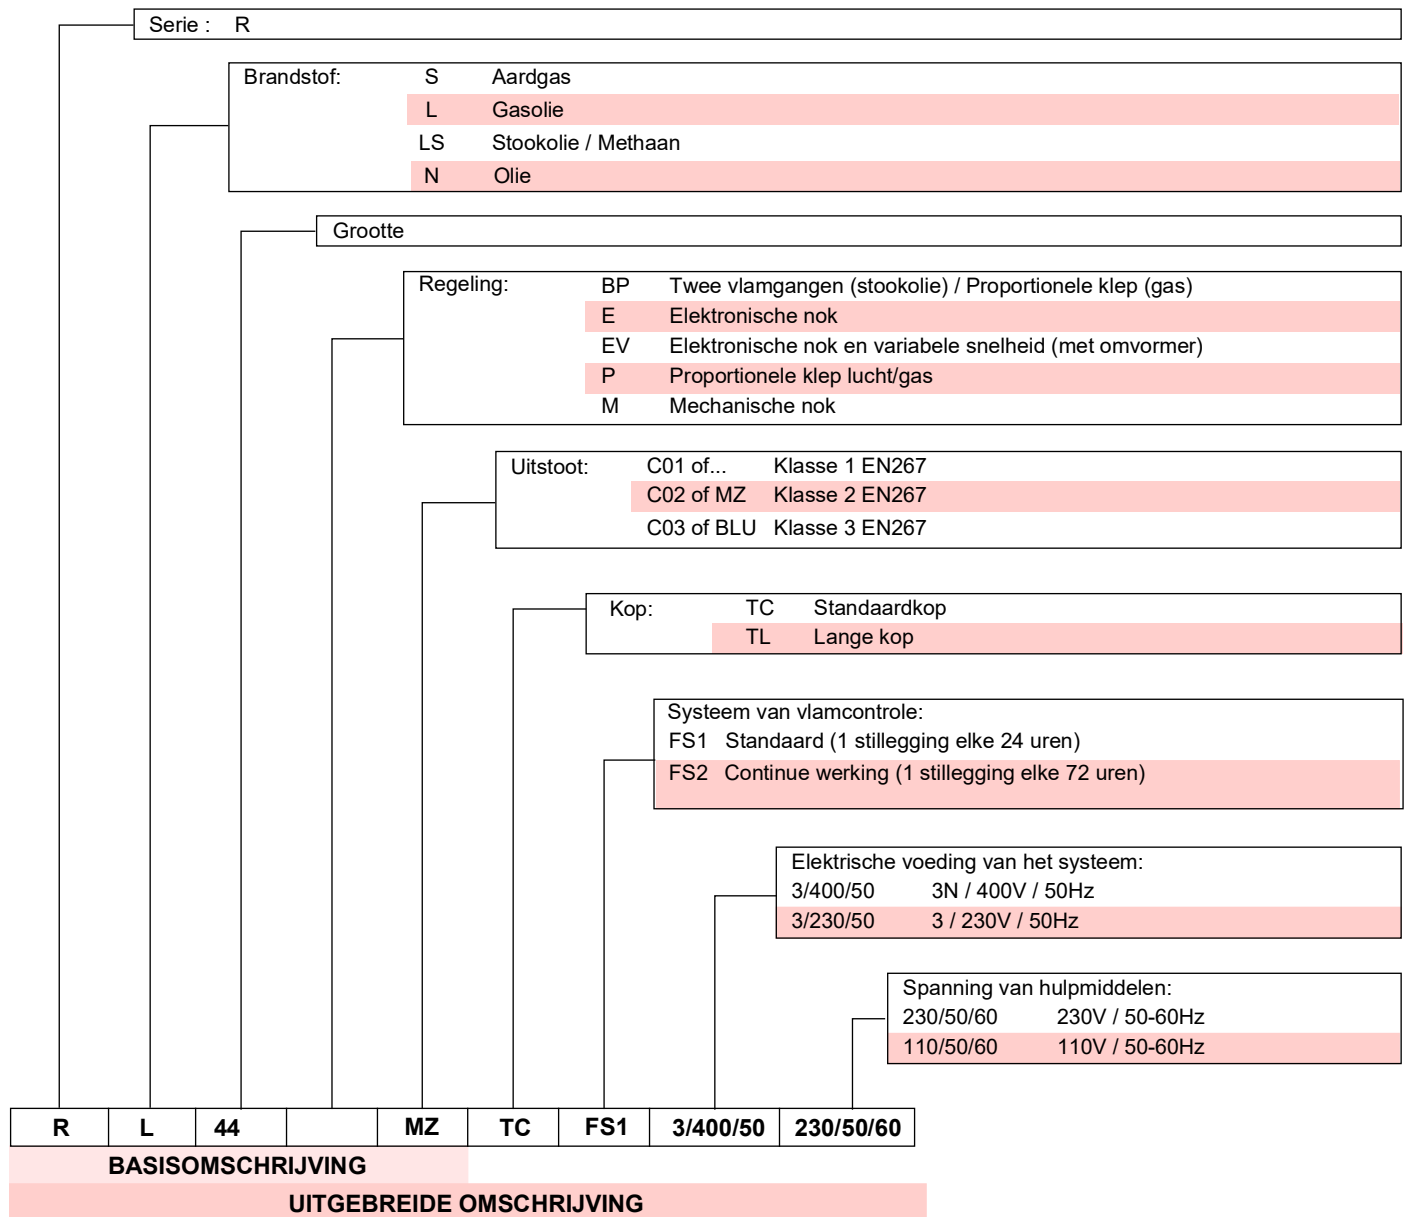 Serie : R
Brandstof: S Aardgas
L Gasolie
LS Stookolie / Methaan
N Olie
Grootte
Regeling: BP Twee vlamgangen (stookolie) / Proportionele klep (gas)
E Elektronische nok
EV Elektronische nok en variabele snelheid (met omvormer)
P Proportionele klep lucht/gas
M Mechanische nok
Uitstoot: C01 of... Klasse 1 EN267
C02 of MZ Klasse 2 EN267
C03 of BLU Klasse 3 EN267
Kop: TC Standaardkop
TL Lange kop
Systeem van vlamcontrole:
FS1 Standaard (1 stillegging elke 24 uren)
FS2 Continue werking (1 stillegging elke 72 uren)
Elektrische voeding van het systeem:
3/400/50 3N / 400V / 50Hz
3/230/50 3 / 230V / 50Hz
Spanning van hulpmiddelen:
230/50/60 230V / 50-60Hz
110/50/60 110V / 50-60Hz
R L 44 MZ TC FS1 3/400/50 230/50/60
BASISOMSCHRIJVING
UITGEBREIDE OMSCHRIJVING